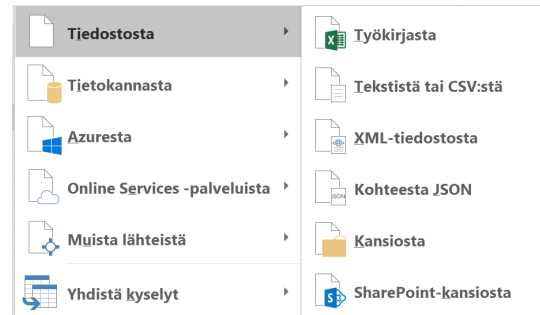 Tiedostosta
Tietokannasta
Azuresta
Online Services -palveluista
Muista lähteistä
Yhdistä kyselyt
Työkirjasta
Tekstistä tai CSV:stä
XML-tiedostosta
JSON
Kohteesta JSON
Kansiosta
SharePoint-kansiosta